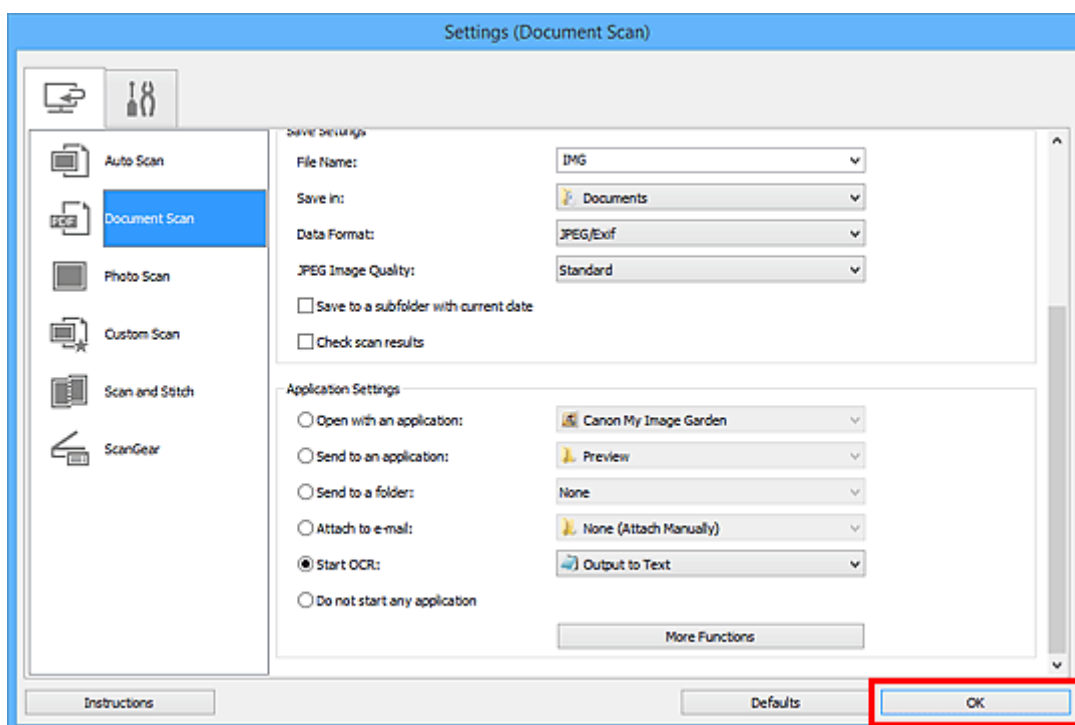 Settings (Document Scan)
Save Settings
Auto Scan
Document Scan
Photo Scan
Custom Scan
Scan and Stitch
ScanGear
File Name: IMG
Save in: Documents
Data Format: JPEG/Exif
JPEG Image Quality: Standard
Save to a subfolder with current date
Check scan results
Application Settings
Open with an application: Canon My Image Garden
Send to an application: Preview
Send to a folder: None
Attach to e-mail: None (Attach Manually)
Start OCR: Output to Text
Do not start any application
More Functions
Instructions Defaults OK